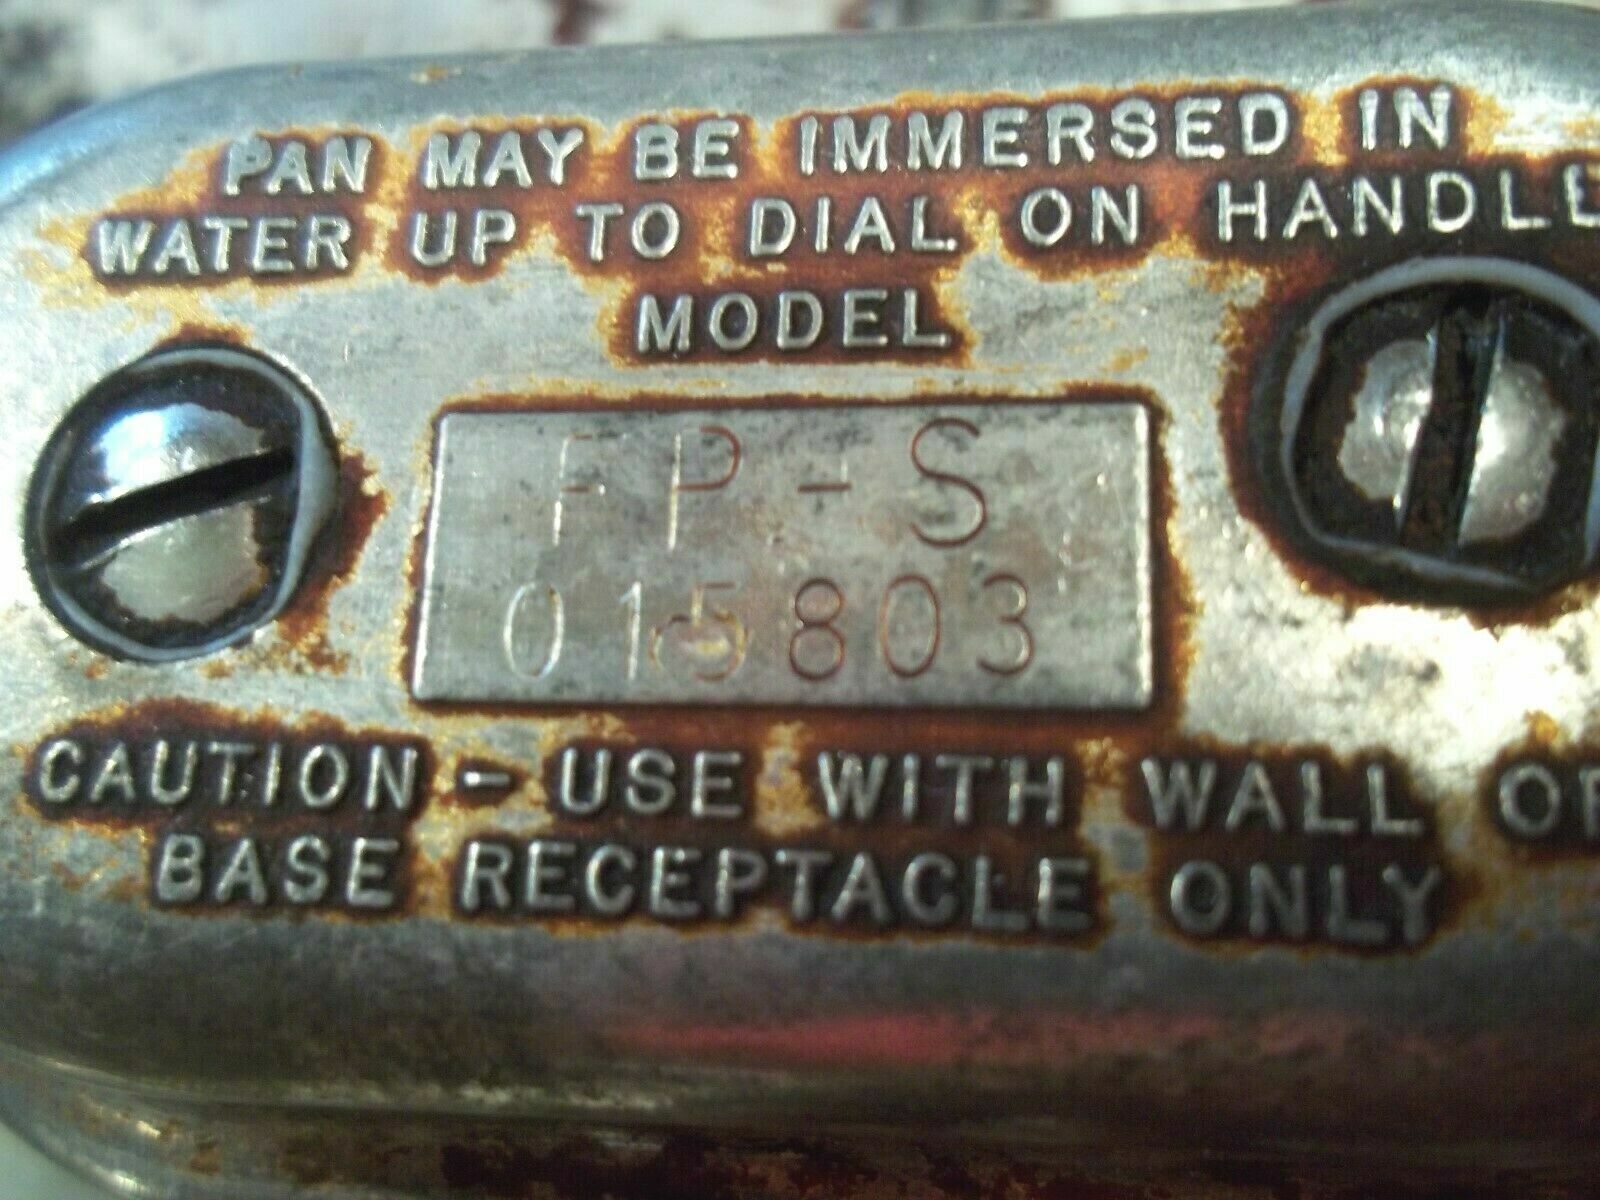 PAN MAY BE IMMERSED IN
WATER UP TO DIAL ON HANDLE
MODEL
FP-S
015803
CAUTION - USE WITH WALL OR
BASE RECEPTACLE ONLY